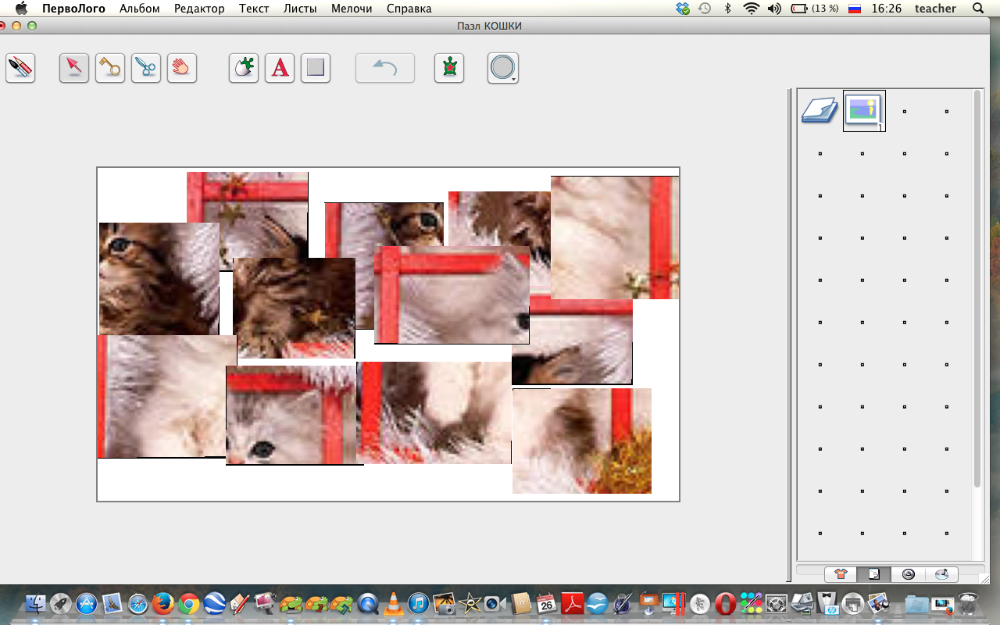 ПервоЛого Альбом Редактор Текст Листы Мелочи Справка (13 %) 16:26 teacher
Пазл КОШКИ
A
1
26